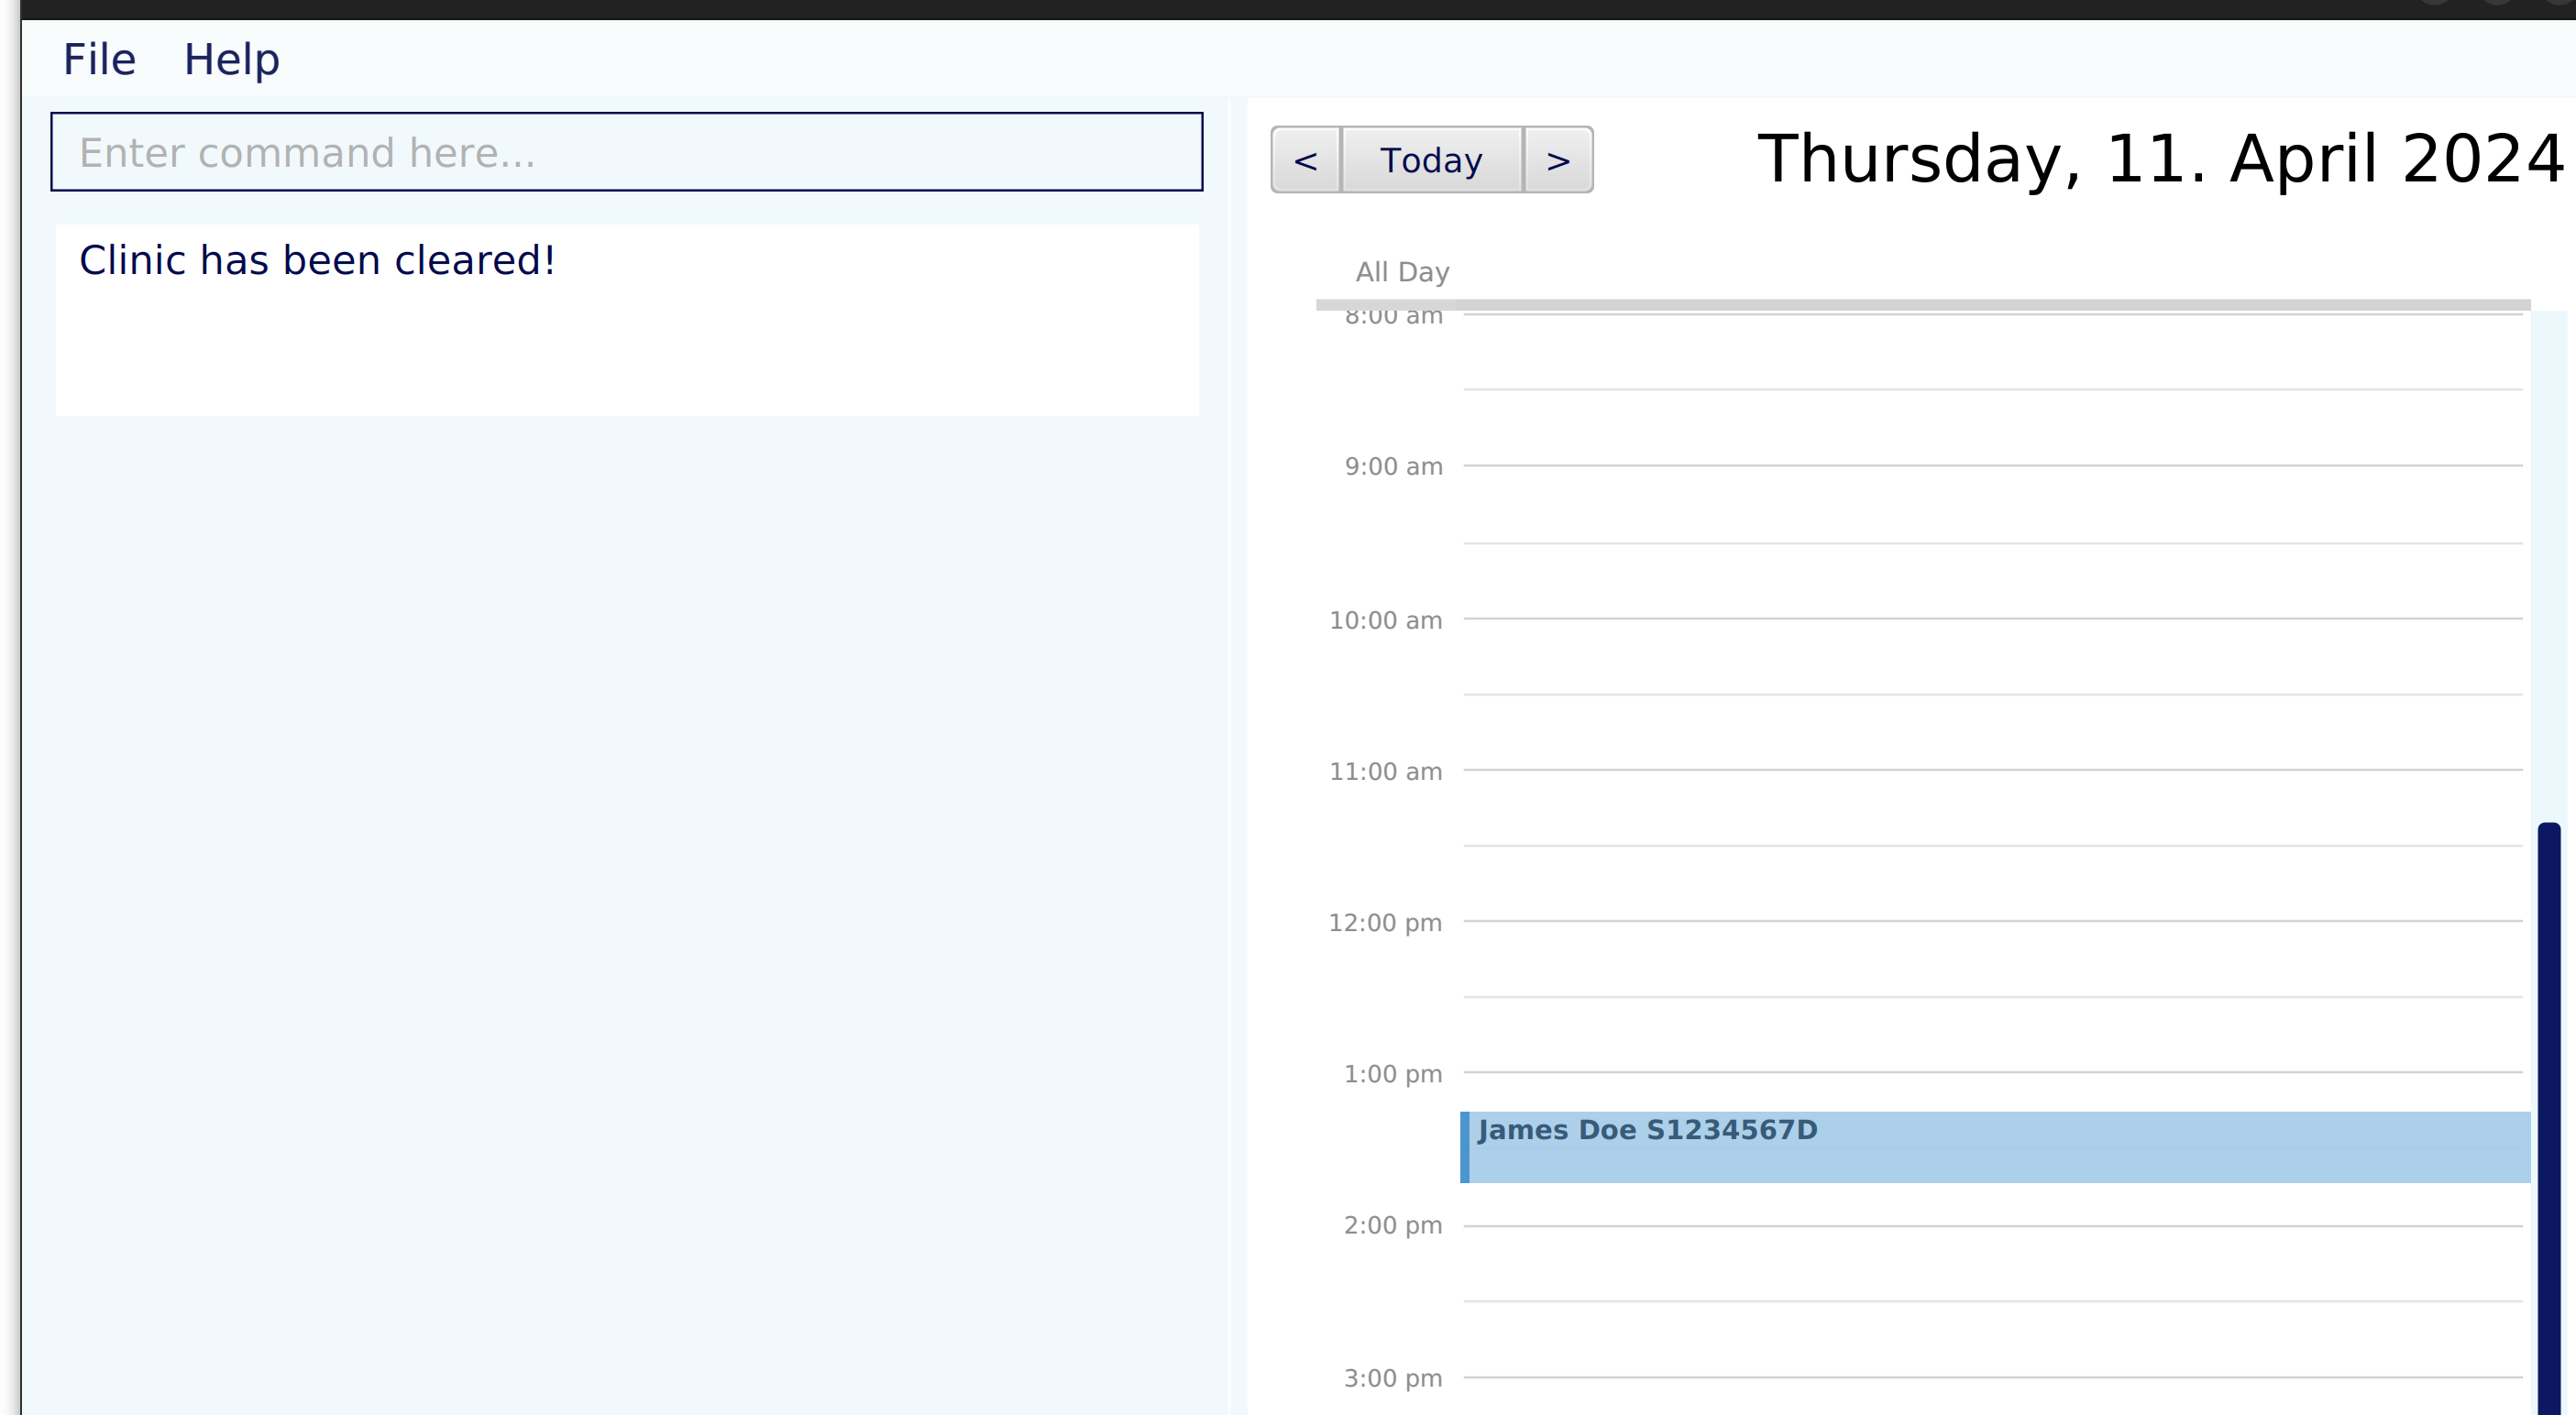 File Help
Enter command here...
Clinic has been cleared!
< Today >
Thursday, 11. April 2024
All Day
8:00 am
9:00 am
10:00 am
11:00 am
12:00 pm
1:00 pm
James Doe S1234567D
2:00 pm
3:00 pm